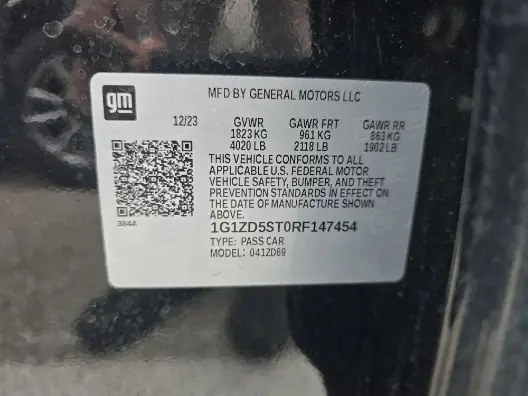 gm
MFD BY GENERAL MOTORS LLC
12/23 GVWR GAWR FRT GAWR RR
1823 KG 961 KG 863 KG
4020 LB 2118 LB 1902 LB
THIS VEHICLE CONFORMS TO ALL
APPLICABLE U.S. FEDERAL MOTOR
VEHICLE SAFETY, BUMPER, AND THEFT
PREVENTION STANDARDS IN EFFECT ON
THE DATE OF MANUFACTURE SHOWN
ABOVE.
384A
1G1ZD5ST0RF147454
TYPE: PASS CAR
MODEL: 041ZD69